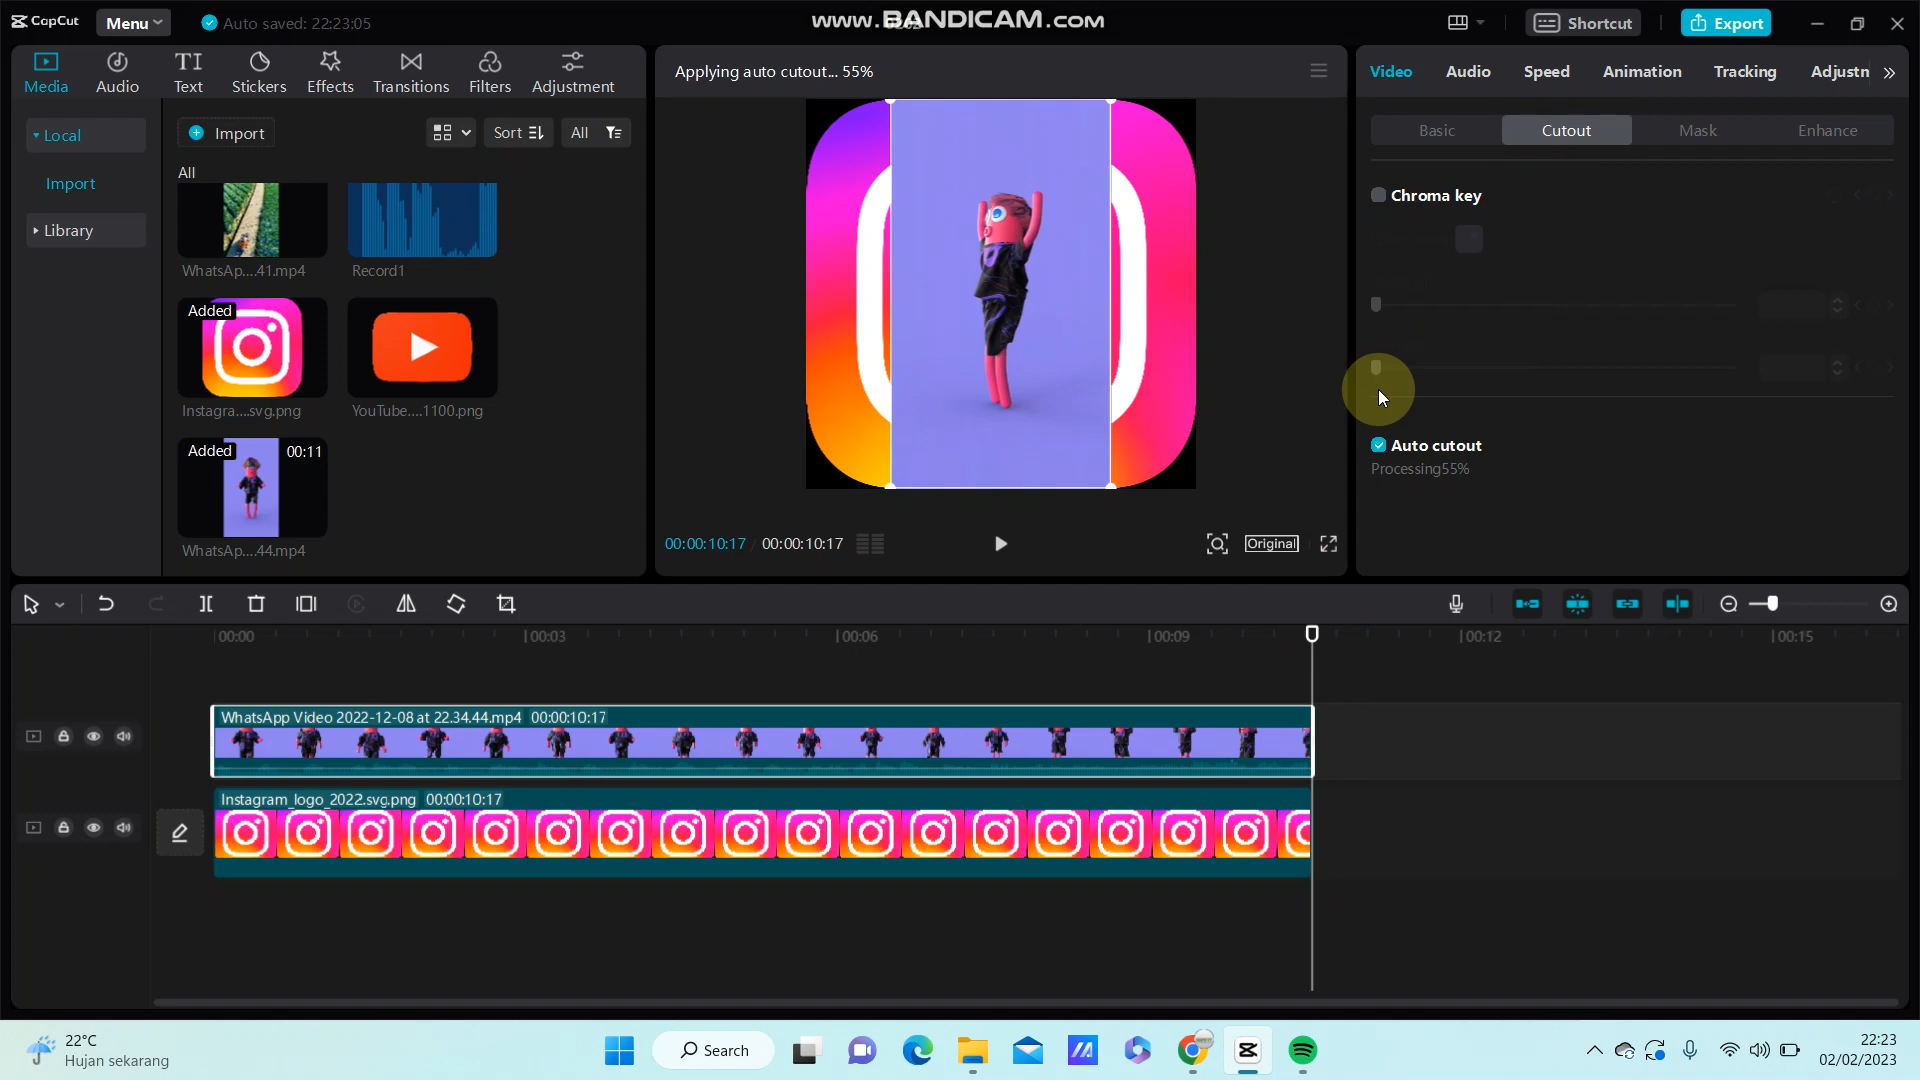 CapCut
Menu
Auto saved: 22:23:05
www.BANDICAM.com
Shortcut
Export
Media
Audio
Text
Stickers
Effects
Transitions
Filters
Adjustment
Local
Import
Library
Import
Sort
All
All
WhatsAp....41.mp4
Record1
Added
Instagra....svg.png
YouTube....1100.png
Added
00:11
WhatsAp....44.mp4
Applying auto cutout... 55%
00:00:10:17
00:00:10:17
Original
Video
Audio
Speed
Animation
Tracking
Adjustn
Basic
Cutout
Mask
Enhance
Chroma key
Auto cutout
Processing55%
00:00
00:03
00:06
00:09
00:12
00:15
WhatsApp Video 2022-12-08 at 22.34.44.mp4 00:00:10:17
Instagram_logo_2022.svg.png 00:00:10:17
22°C
Hujan sekarang
Search
22:23
02/02/2023